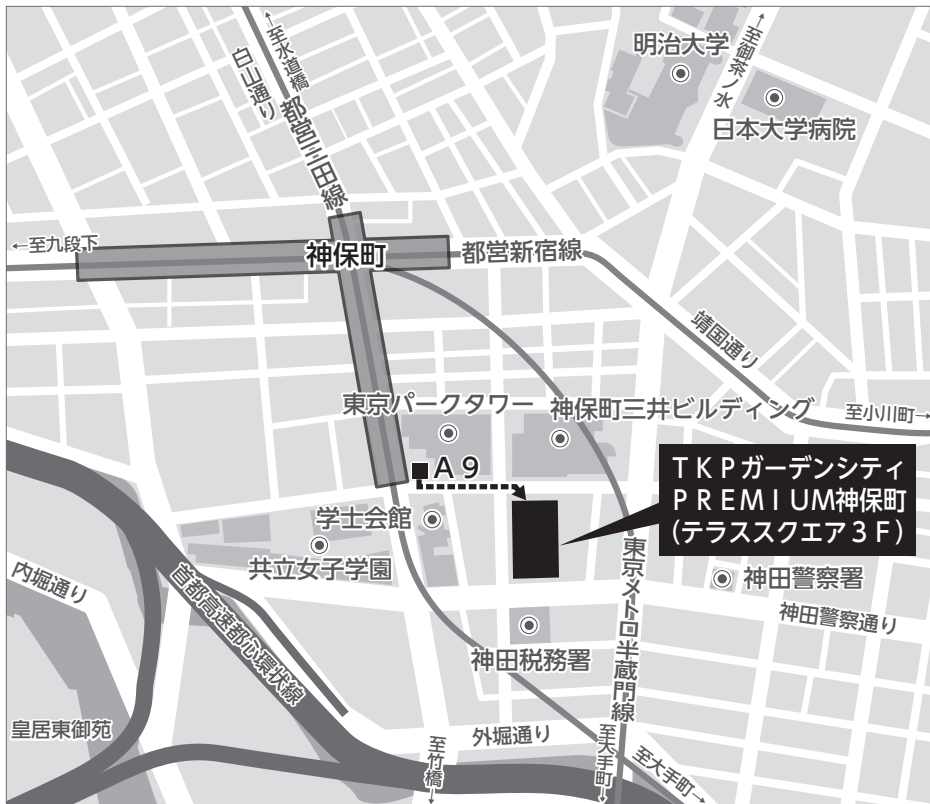 ←至水道橋
白山通り
都営三田線
明治大学
→至御茶ノ水
日本大学病院
←至九段下
神保町
都営新宿線
靖国通り
至小川町→
東京パークタワー
神保町三井ビルディング
A9
TKPガーデンシティ
PREMIUM神保町
(テラススクエア3F)
学士会館
共立女子学園
東京メトロ半蔵門線
神田警察署
神田警察通り
内堀通り
首都高速都心環状線
神田税務署
皇居東御苑
外堀通り
至竹橋→
至大手町→
至大手町→